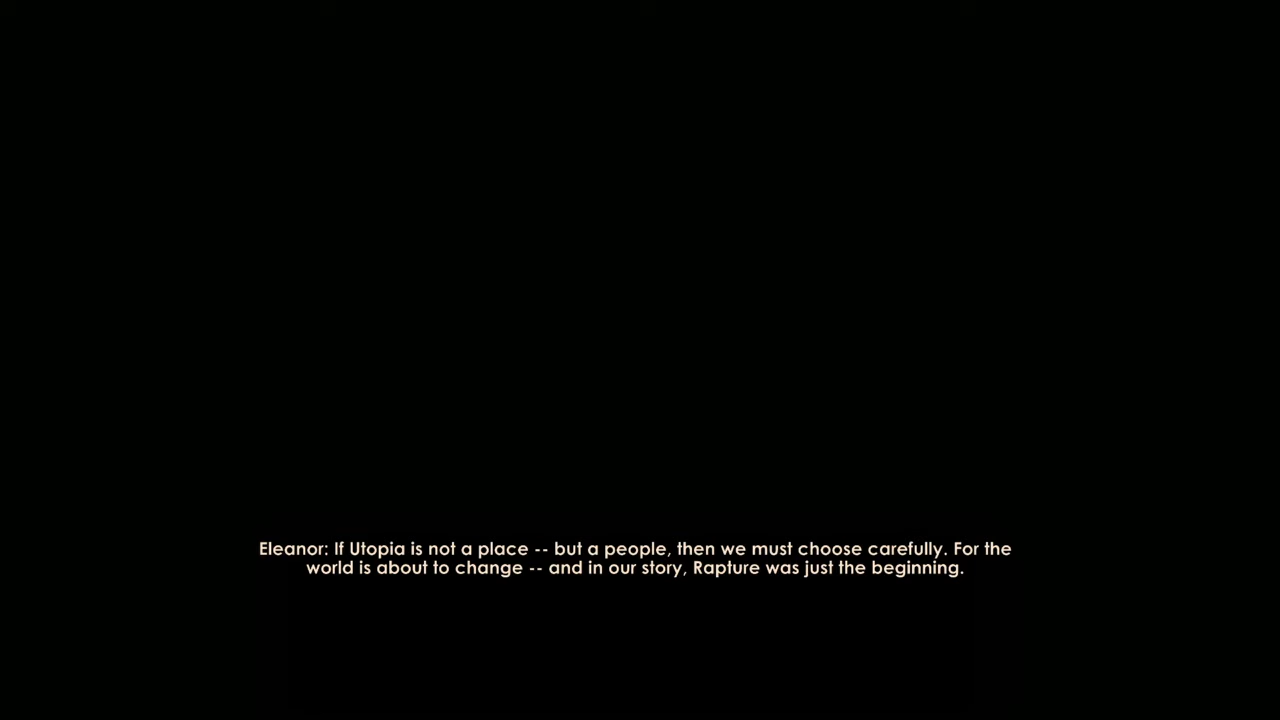 Eleanor: If Utopia is not a place -- but a people, then we must choose carefully. For the
world is about to change -- and in our story, Rapture was just the beginning.